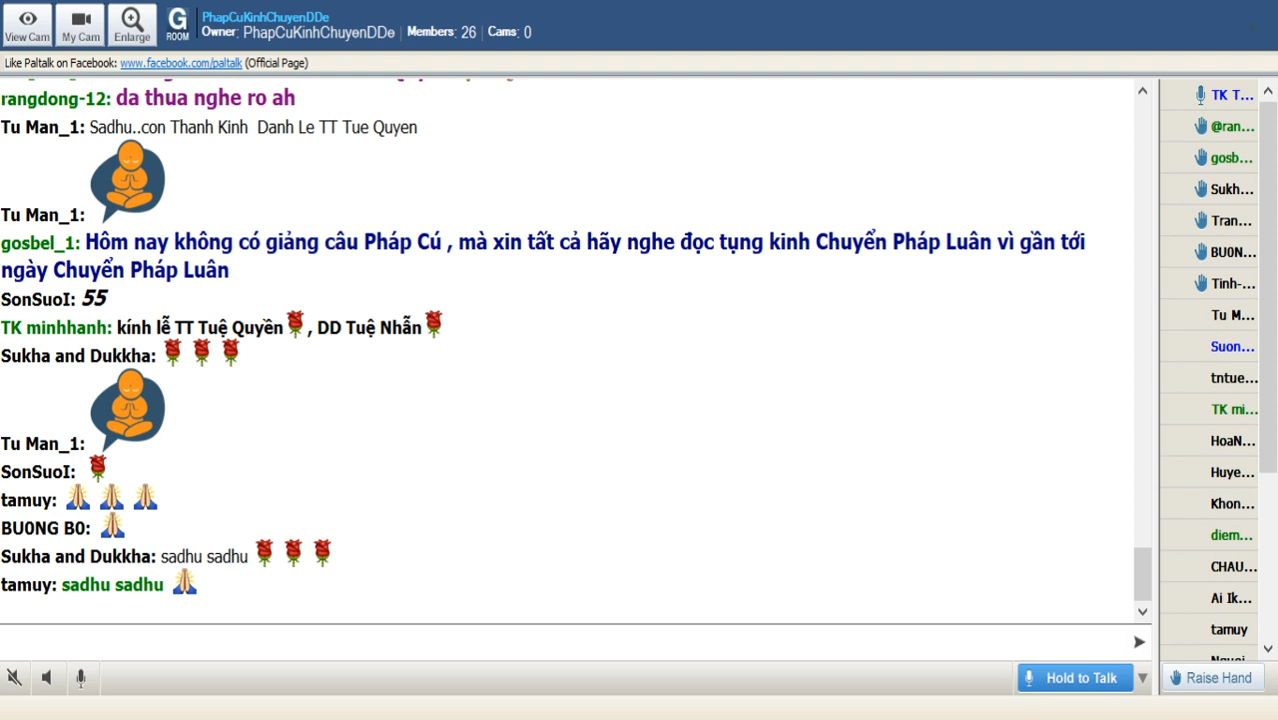 View Cam
My Cam
Enlarge
G
ROOM
PhapCuKinhChuyenDDe
Owner: PhapCuKinhChuyenDDe | Members: 26 | Cams: 0
Like Paltalk on Facebook: www.facebook.com/paltalk (Official Page)
rangdong-12: da thua nghe ro ah
Tu Man_1: Sadhu..con Thanh Kinh Danh Le TT Tue Quyen
Tu Man_1:
gosbel_1: Hôm nay không có giảng câu Pháp Cú , mà xin tất cả hãy nghe đọc tụng kinh Chuyển Pháp Luân vì gần tới
ngày Chuyển Pháp Luân
SonSuoI: 55
TK minhhanh: kính lễ TT Tuệ Quyền , DD Tuệ Nhẫn
Sukha and Dukkha:
Tu Man_1:
SonSuoI:
tamuy:
BU0NG B0:
Sukha and Dukkha: sadhu sadhu
tamuy: sadhu sadhu
TK T...
@ran...
gosb...
Sukh...
Tran...
BU0N...
Tinh-...
Tu M...
Suon...
tntue...
TK mi...
HoaN...
Huye...
Khon...
diem...
CHAU...
Ai Ik...
tamuy
Hold to Talk
Raise Hand